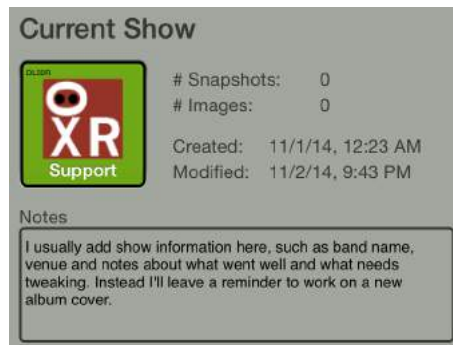 Current Show
# Snapshots: 0
# Images: 0
Created: 11/1/14, 12:23 AM
Modified: 11/2/14, 9:43 PM
XR
Support
Notes
I usually add show information here, such as band name,
venue and notes about what went well and what needs
tweaking. Instead I'll leave a reminder to work on a new
album cover.